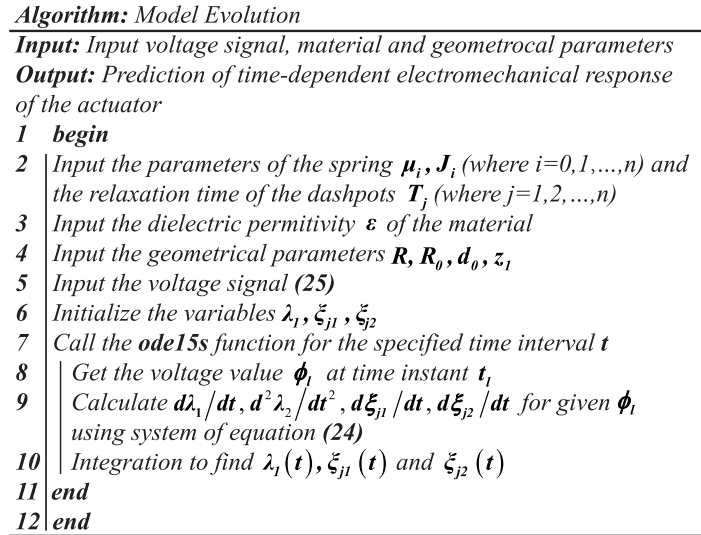 Algorithm: Model Evolution
Input: Input voltage signal, material and geometrocal parameters
Output: Prediction of time-dependent electromechanical response
of the actuator
1 begin
2 Input the parameters of the spring μᵢ, Jᵢ (where i=0,1,...,n) and
the relaxation time of the dashpots Tⱼ (where j=1,2,...,n)
3 Input the dielectric permitivity ε of the material
4 Input the geometrical parameters R, R₀, d₀, z₁
5 Input the voltage signal (25)
6 Initialize the variables λ₁, ξⱼ₁, ξⱼ₂
7 Call the ode15s function for the specified time interval t
8 Get the voltage value ϕₗ at time instant tₗ
9 Calculate dλ₁/dt, d²λ₂/dt², dξⱼ₁/dt, dξⱼ₂/dt for given ϕₗ
using system of equation (24)
10 Integration to find λ₁(t), ξⱼ₁(t) and ξⱼ₂(t)
11 end
12 end